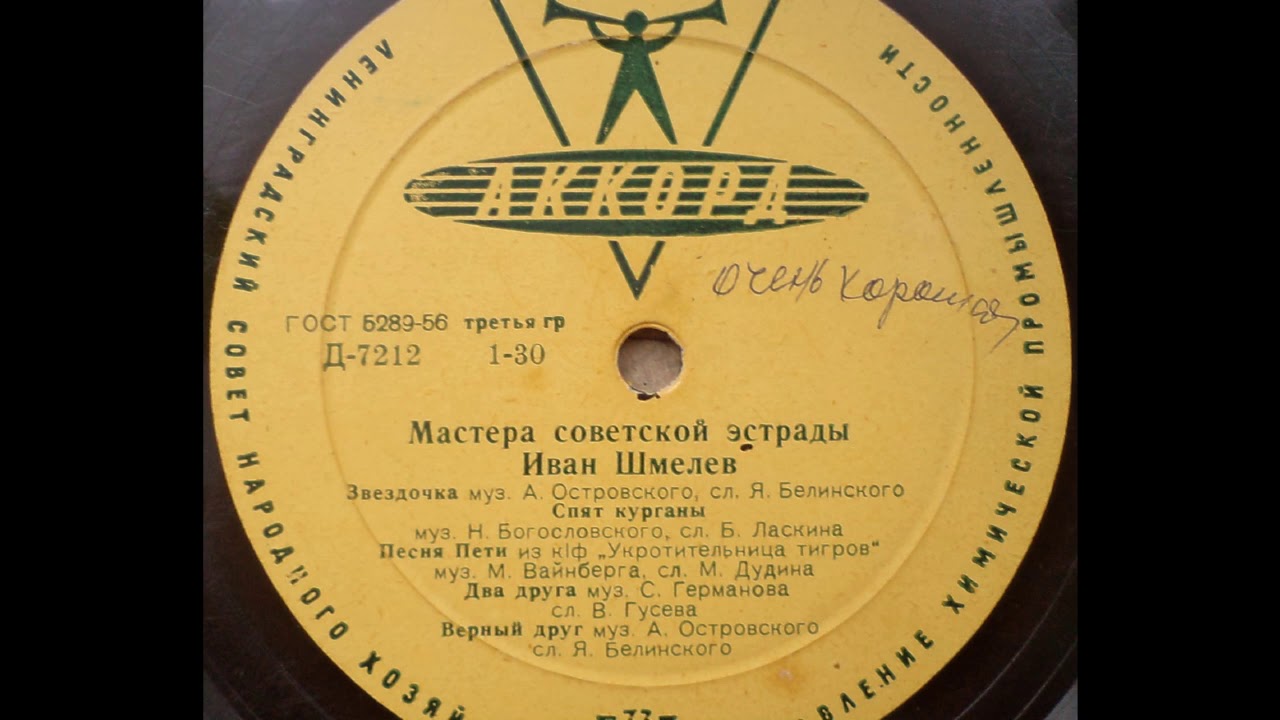 ЛЕНИНГРАДСКИЙ СОВЕТ НАРОДНОГО ХОЗЯЙ
ХИМИЧЕСКОЙ ПРОМЫШЛЕННОСТИ
АККОРД
очень хорошая
ГОСТ 5289-56 третья гр
Д-7212 1-30
Мастера советской эстрады
Иван Шмелев
Звездочка муз. А. Островского, сл. Я. Белинского
Спят курганы
муз. Н. Богословского, сл. Б. Ласкина
Песня Пети из к|ф „Укротительница тигров“
муз. М. Вайнберга, сл. М. Дудина
Два друга муз. С. Германова
сл. В. Гусева
Верный друг муз. А. Островского
сл. Я. Белинского